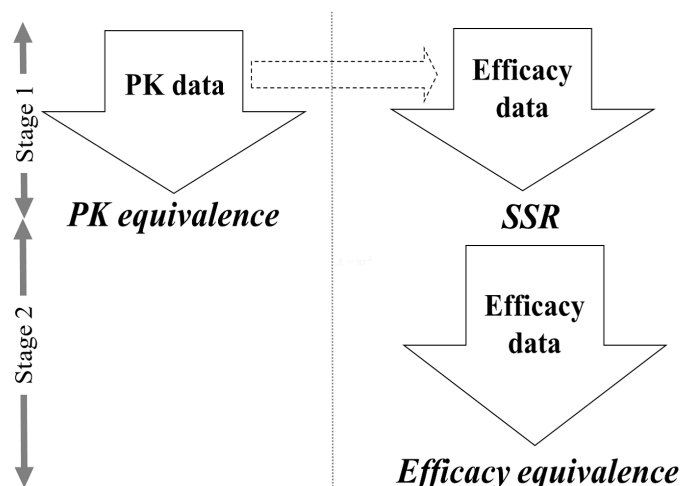 Stage 1
PK data
Efficacy
data
PK equivalence
SSR
Stage 2
Efficacy
data
Efficacy equivalence